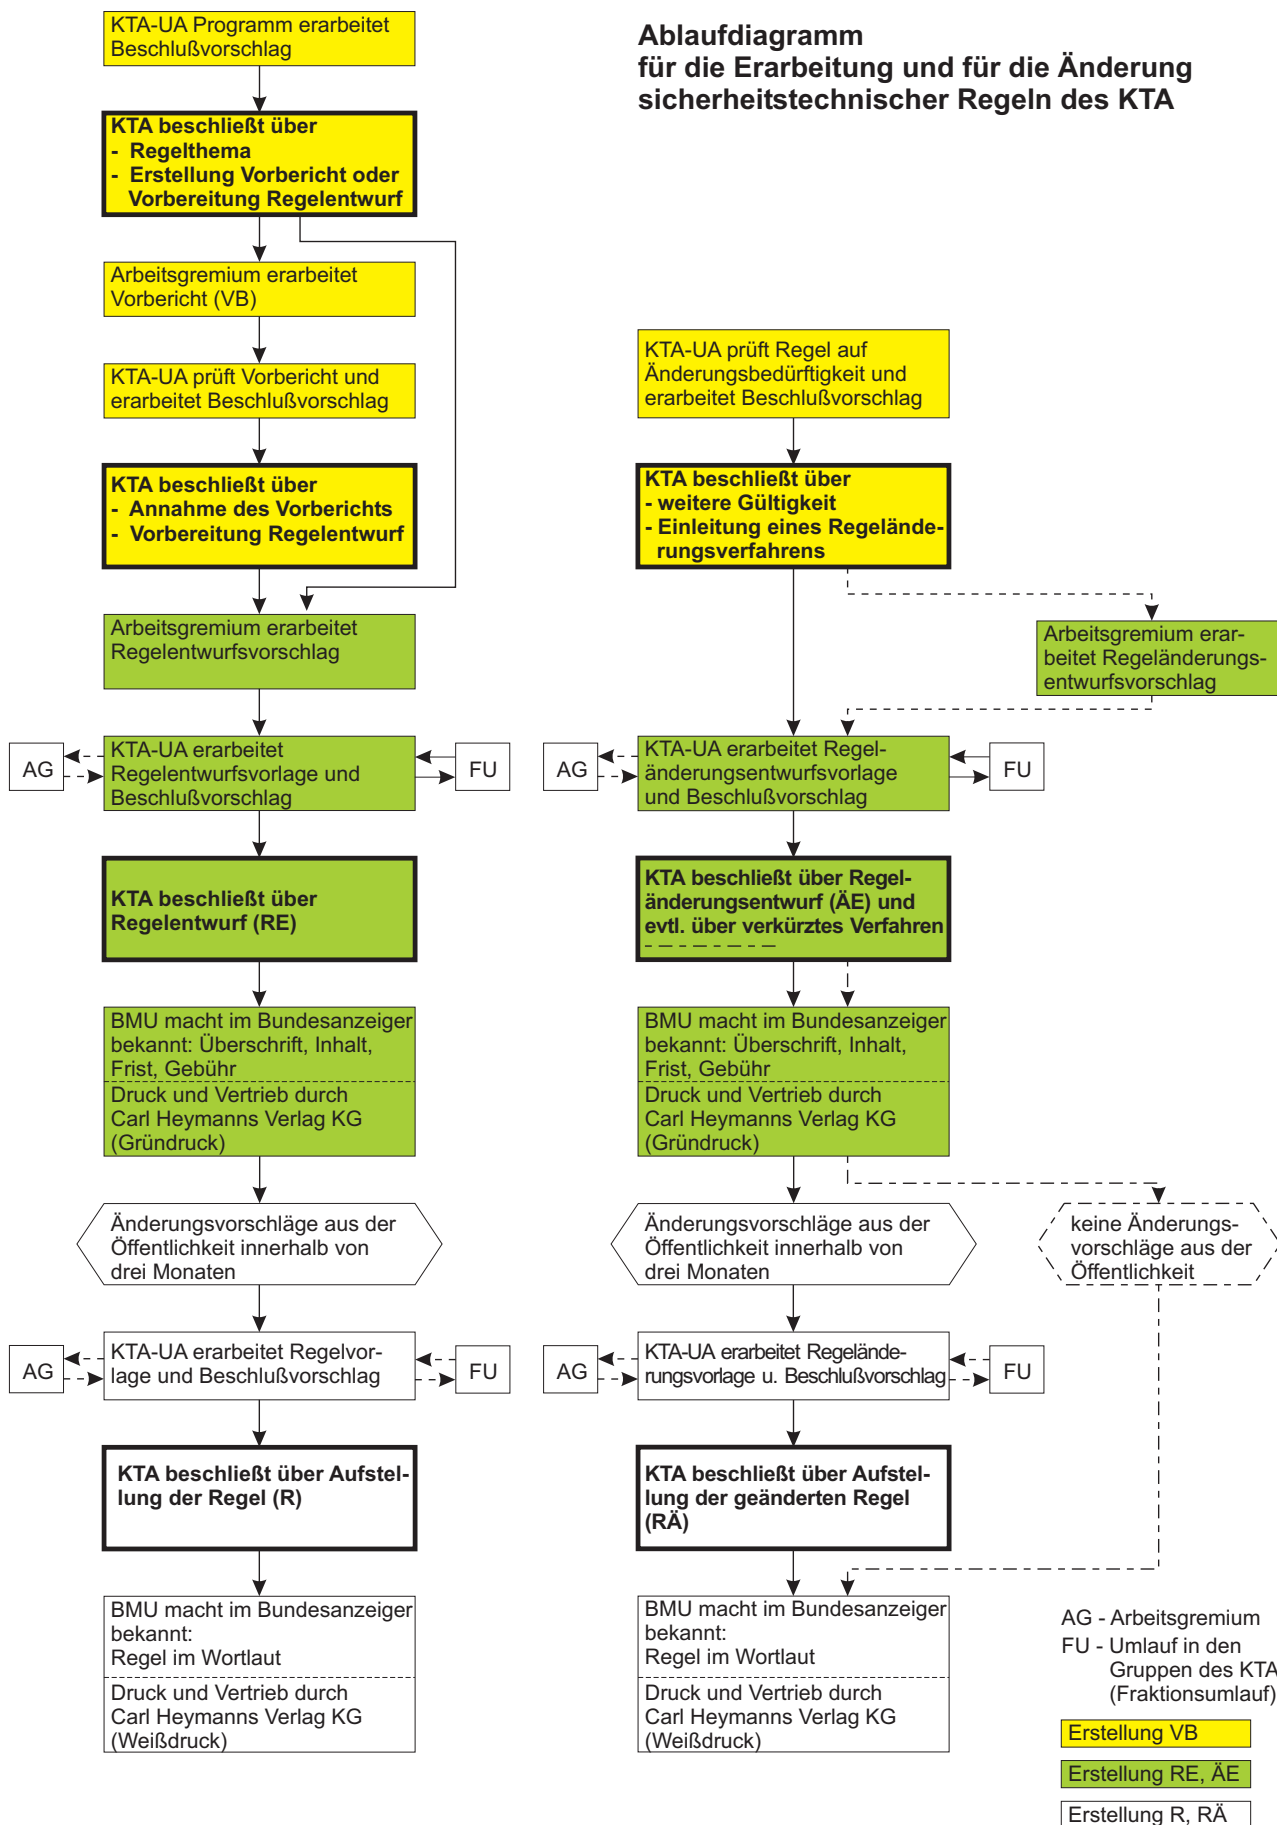 Ablaufdiagramm
für die Erarbeitung und für die Änderung
sicherheitstechnischer Regeln des KTA
KTA-UA Programm erarbeitet
Beschlußvorschlag
KTA beschließt über
- Regelthema
- Erstellung Vorbericht oder
Vorbereitung Regelentwurf
Arbeitsgremium erarbeitet
Vorbericht (VB)
KTA-UA prüft Vorbericht und
erarbeitet Beschlußvorschlag
KTA beschließt über
- Annahme des Vorberichts
- Vorbereitung Regelentwurf
Arbeitsgremium erarbeitet
Regelentwurfsvorschlag
AG
KTA-UA erarbeitet
Regelentwurfsvorlage und
Beschlußvorschlag
FU
KTA beschließt über
Regelentwurf (RE)
BMU macht im Bundesanzeiger
bekannt: Überschrift, Inhalt,
Frist, Gebühr
Druck und Vertrieb durch
Carl Heymanns Verlag KG
(Gründruck)
Änderungsvorschläge aus der
Öffentlichkeit innerhalb von
drei Monaten
AG
KTA-UA erarbeitet Regelvor-
lage und Beschlußvorschlag
FU
KTA beschließt über Aufstel-
lung der Regel (R)
BMU macht im Bundesanzeiger
bekannt:
Regel im Wortlaut
Druck und Vertrieb durch
Carl Heymanns Verlag KG
(Weißdruck)
KTA-UA prüft Regel auf
Änderungsbedürftigkeit und
erarbeitet Beschlußvorschlag
KTA beschließt über
- weitere Gültigkeit
- Einleitung eines Regelände-
rungsverfahrens
Arbeitsgremium erar-
beitet Regeländerungs-
entwurfsvorschlag
AG
KTA-UA erarbeitet Regel-
änderungsentwurfsvorlage
und Beschlußvorschlag
FU
KTA beschließt über Regel-
änderungsentwurf (ÄE) und
evtl. über verkürztes Verfahren
BMU macht im Bundesanzeiger
bekannt: Überschrift, Inhalt,
Frist, Gebühr
Druck und Vertrieb durch
Carl Heymanns Verlag KG
(Gründruck)
Änderungsvorschläge aus der
Öffentlichkeit innerhalb von
drei Monaten
keine Änderungs-
vorschläge aus der
Öffentlichkeit
AG
KTA-UA erarbeitet Regelände-
rungsvorlage u. Beschlußvorschlag
FU
KTA beschließt über Aufstel-
lung der geänderten Regel
(RÄ)
BMU macht im Bundesanzeiger
bekannt:
Regel im Wortlaut
Druck und Vertrieb durch
Carl Heymanns Verlag KG
(Weißdruck)
AG - Arbeitsgremium
FU - Umlauf in den
Gruppen des KTA
(Fraktionsumlauf)
Erstellung VB
Erstellung RE, ÄE
Erstellung R, RÄ